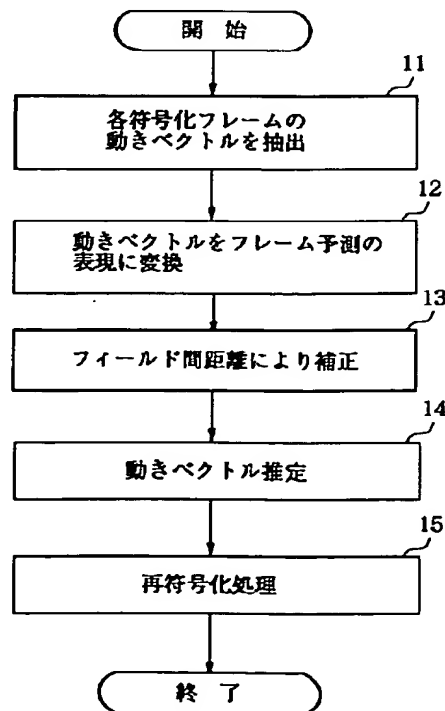 開 始
11
各符号化フレームの
動きベクトルを抽出
12
動きベクトルをフレーム予測の
表現に変換
13
フィールド間距離により補正
14
動きベクトル推定
15
再符号化処理
終 了